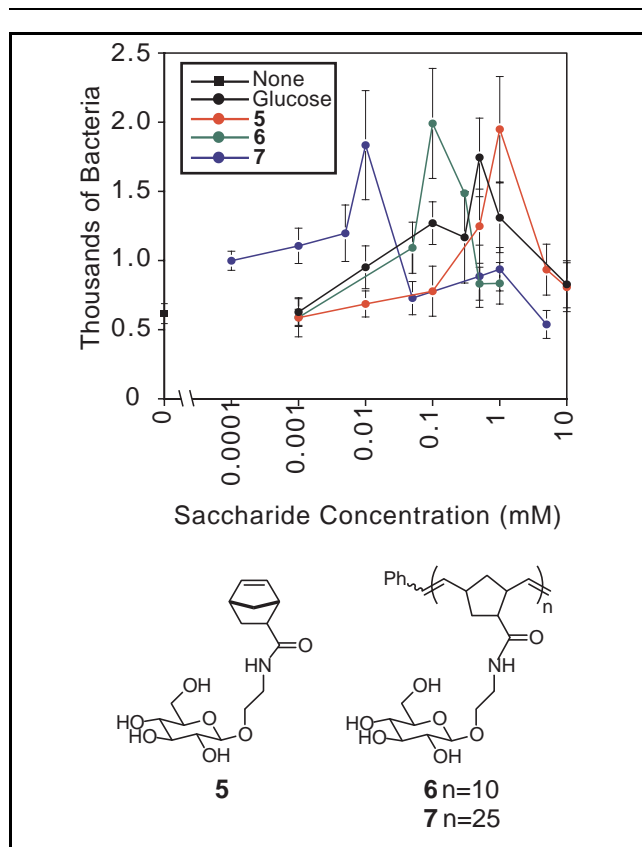 2.5
2.0
1.5
1.0
0.5
0
Thousands of Bacteria
None
Glucose
5
6
7
0
0.0001
0.001
0.01
0.1
1
10
Saccharide Concentration (mM)
Ph
n
O
NH
OH
O
HO
HO
OH
O
5
O
NH
OH
O
HO
HO
OH
O
6 n=10
7 n=25